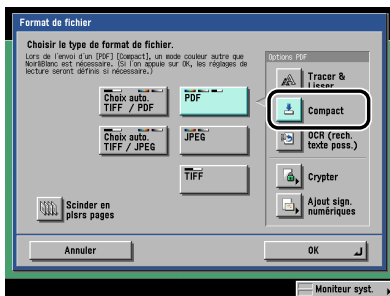 Format de fichier
Choisir le type de format de fichier.
Lors de l'envoi d'un [PDF] [Compact], un mode couleur autre que
Noir&Blanc est nécessaire. (Si l'on appuie sur OK, les réglages de
lecture seront définis si nécessaire.)
Options PDF
Choix auto.
TIFF / PDF
PDF
Tracer &
Lisser
Compact
Choix auto.
TIFF / JPEG
JPEG
OCR (rech.
texte poss.)
TIFF
Crypter
Scinder en
plsrs pages
Ajout sign.
numériques
Annuler
OK
Moniteur syst.